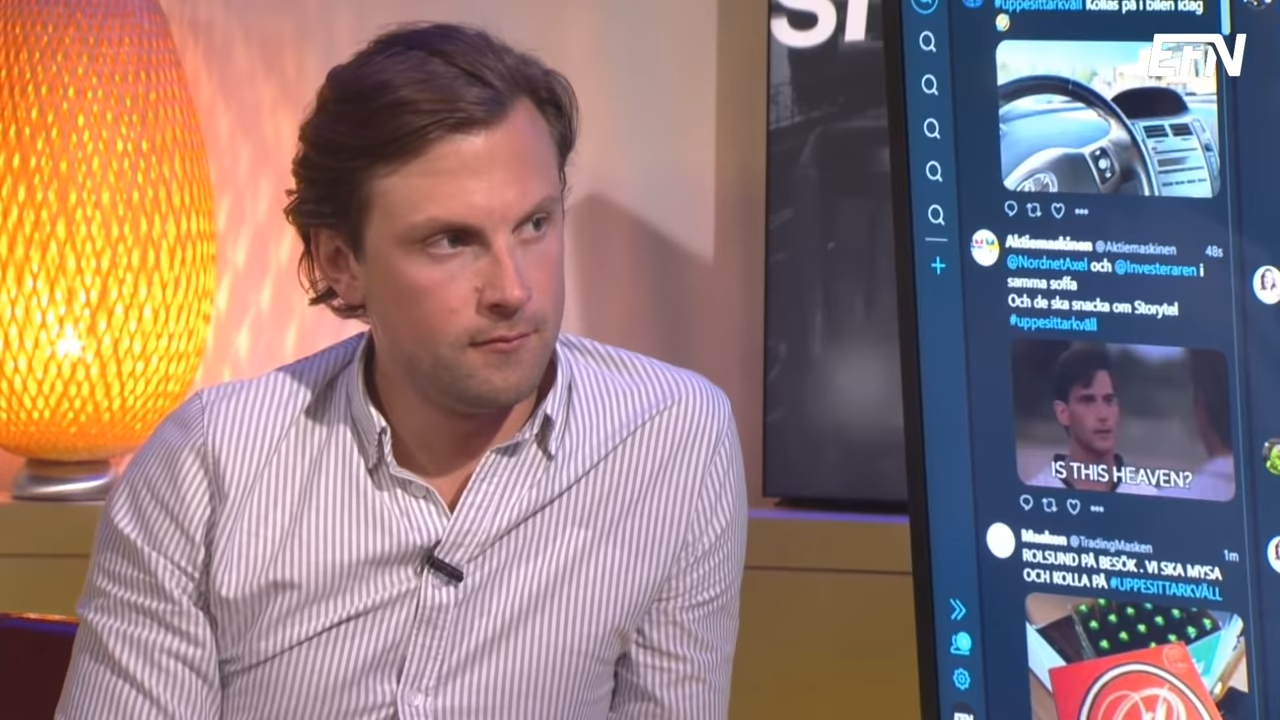 #uppesittarkväll Kollas på i bilen idag
EFN
Aktiemaskinen @Aktiemaskinen 48s
@NordnetAxel och @Investeraren i
samma soffa
Och de ska snacka om Storytel
#uppesittarkväll
IS THIS HEAVEN?
Masken @TradingMasken 1m
ROLSUND PÅ BESÖK . VI SKA MYSA
OCH KOLLA PÅ #UPPESITTARKVÄLL